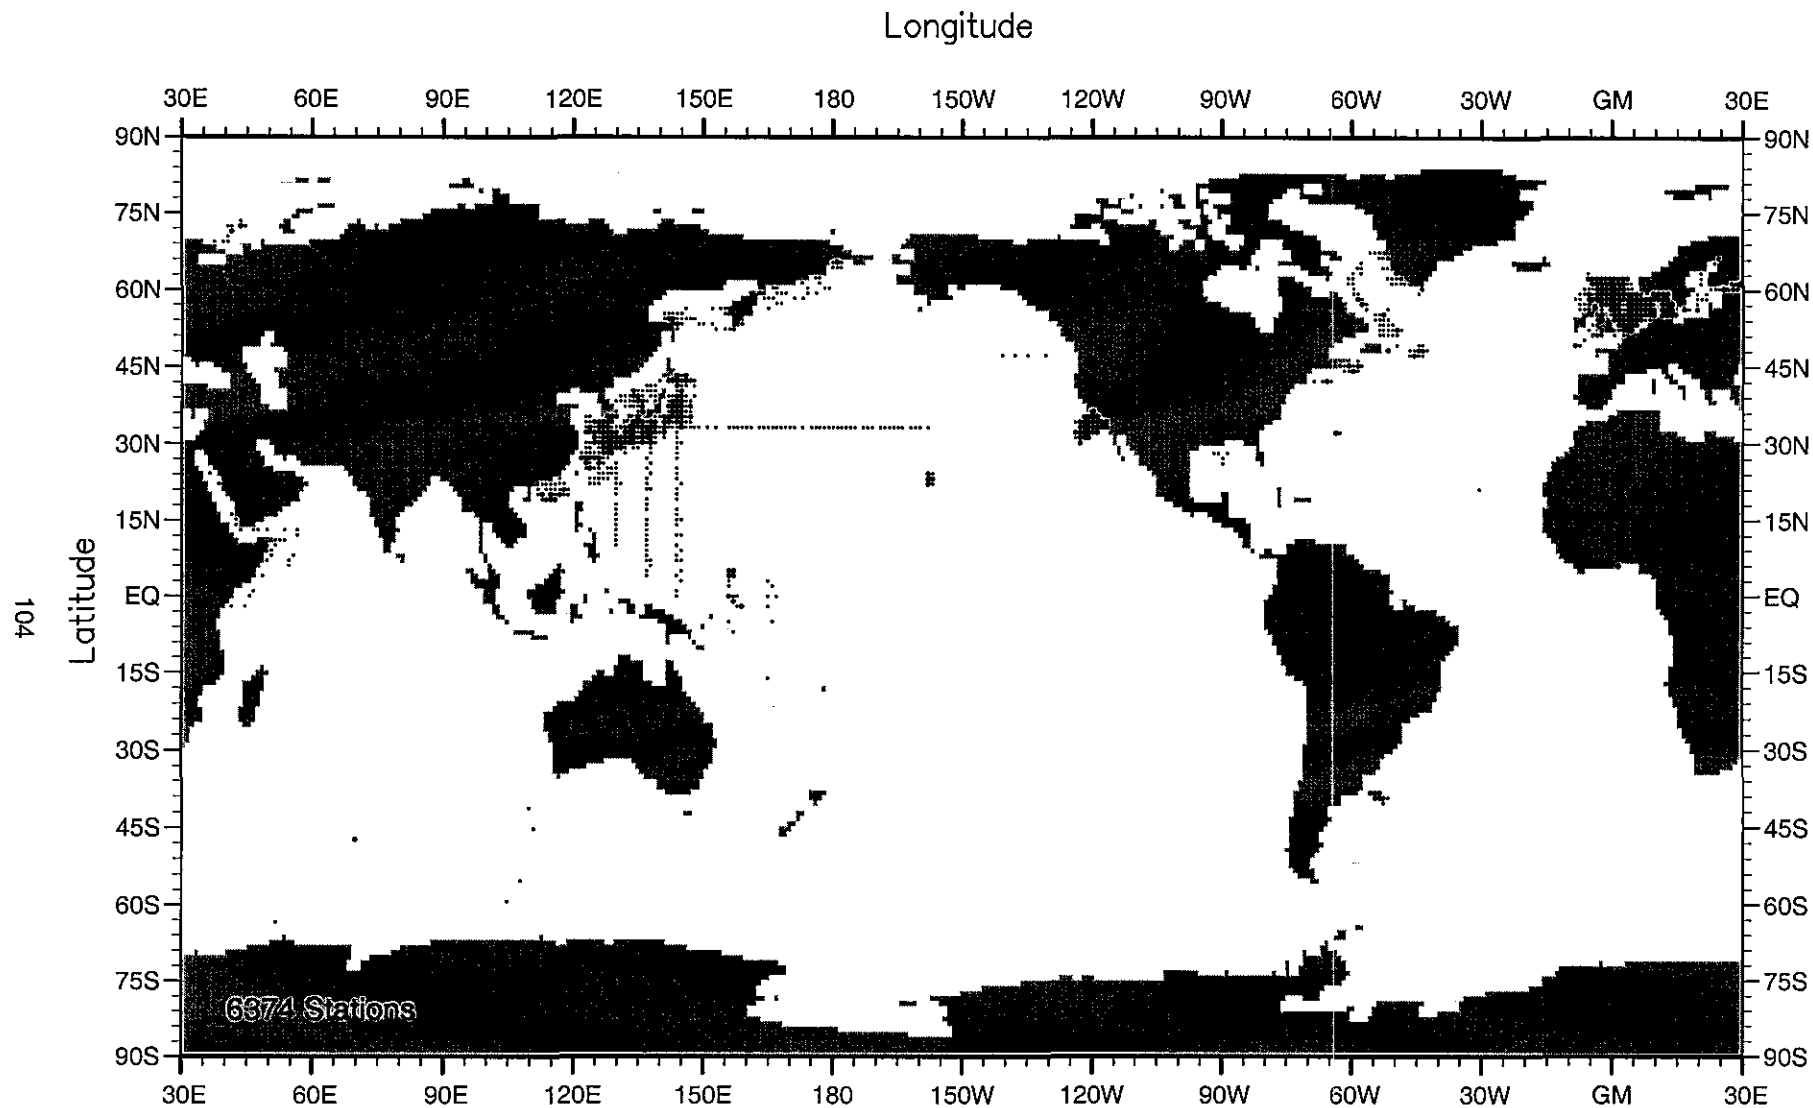 Longitude
30E 60E 90E 120E 150E 180 150W 120W 90W 60W 30W GM 30E
90N 90N
75N 75N
60N 60N
45N 45N
30N 30N
15N 15N
EQ EQ
15S 15S
30S 30S
45S 45S
60S 60S
75S 75S
90S 90S
Latitude
104
6374 Stations
30E 60E 90E 120E 150E 180 150W 120W 90W 60W 30W GM 30E